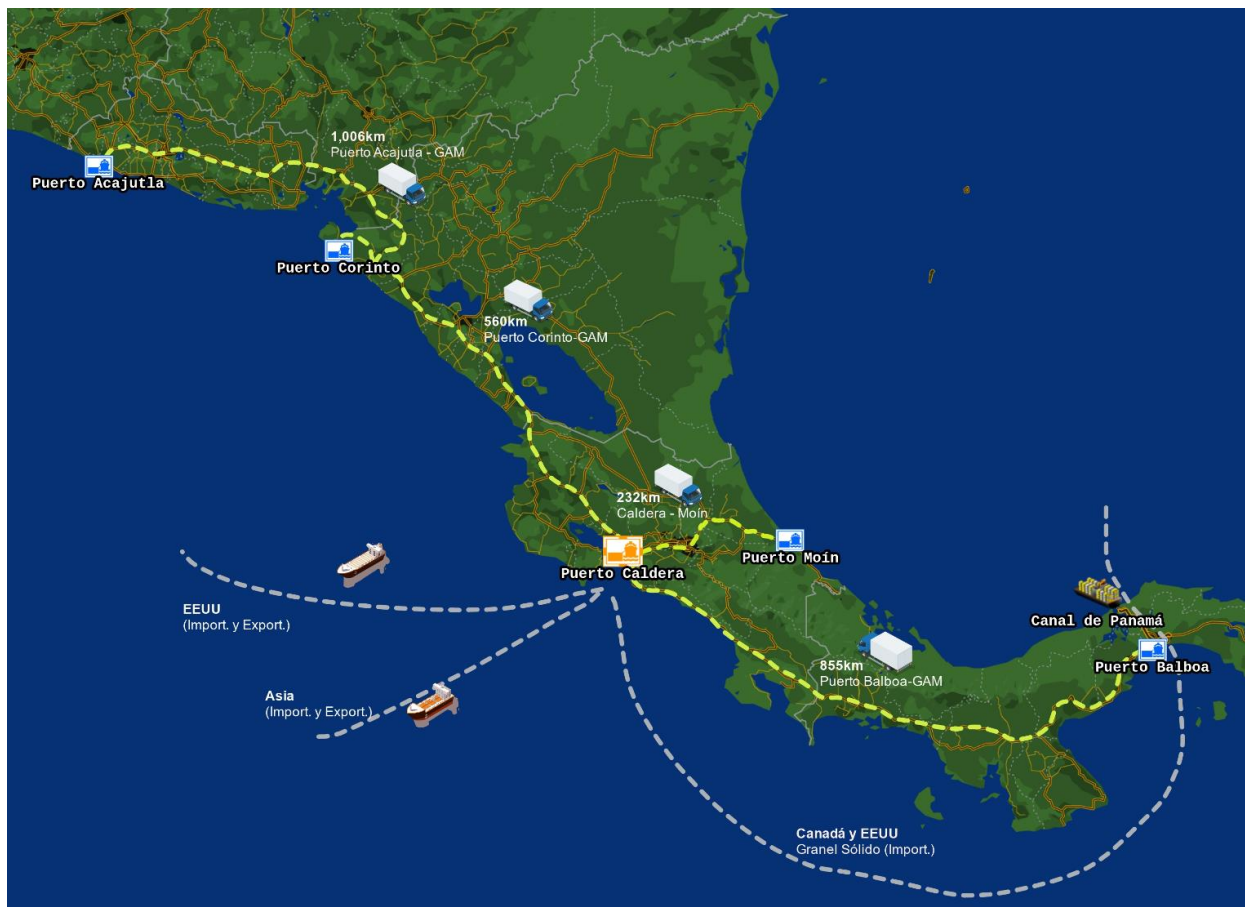 1,006km
Puerto Acajutla - GAM
Puerto Acajutla
Puerto Corinto
560km
Puerto Corinto-GAM
232km
Caldera - Moín
Puerto Caldera
Puerto Moín
EEUU
(Import. y Export.)
Asia
(Import. y Export.)
855km
Puerto Balboa-GAM
Canal de Panamá
Puerto Balboa
Canadá y EEUU
Granel Sólido (Import.)